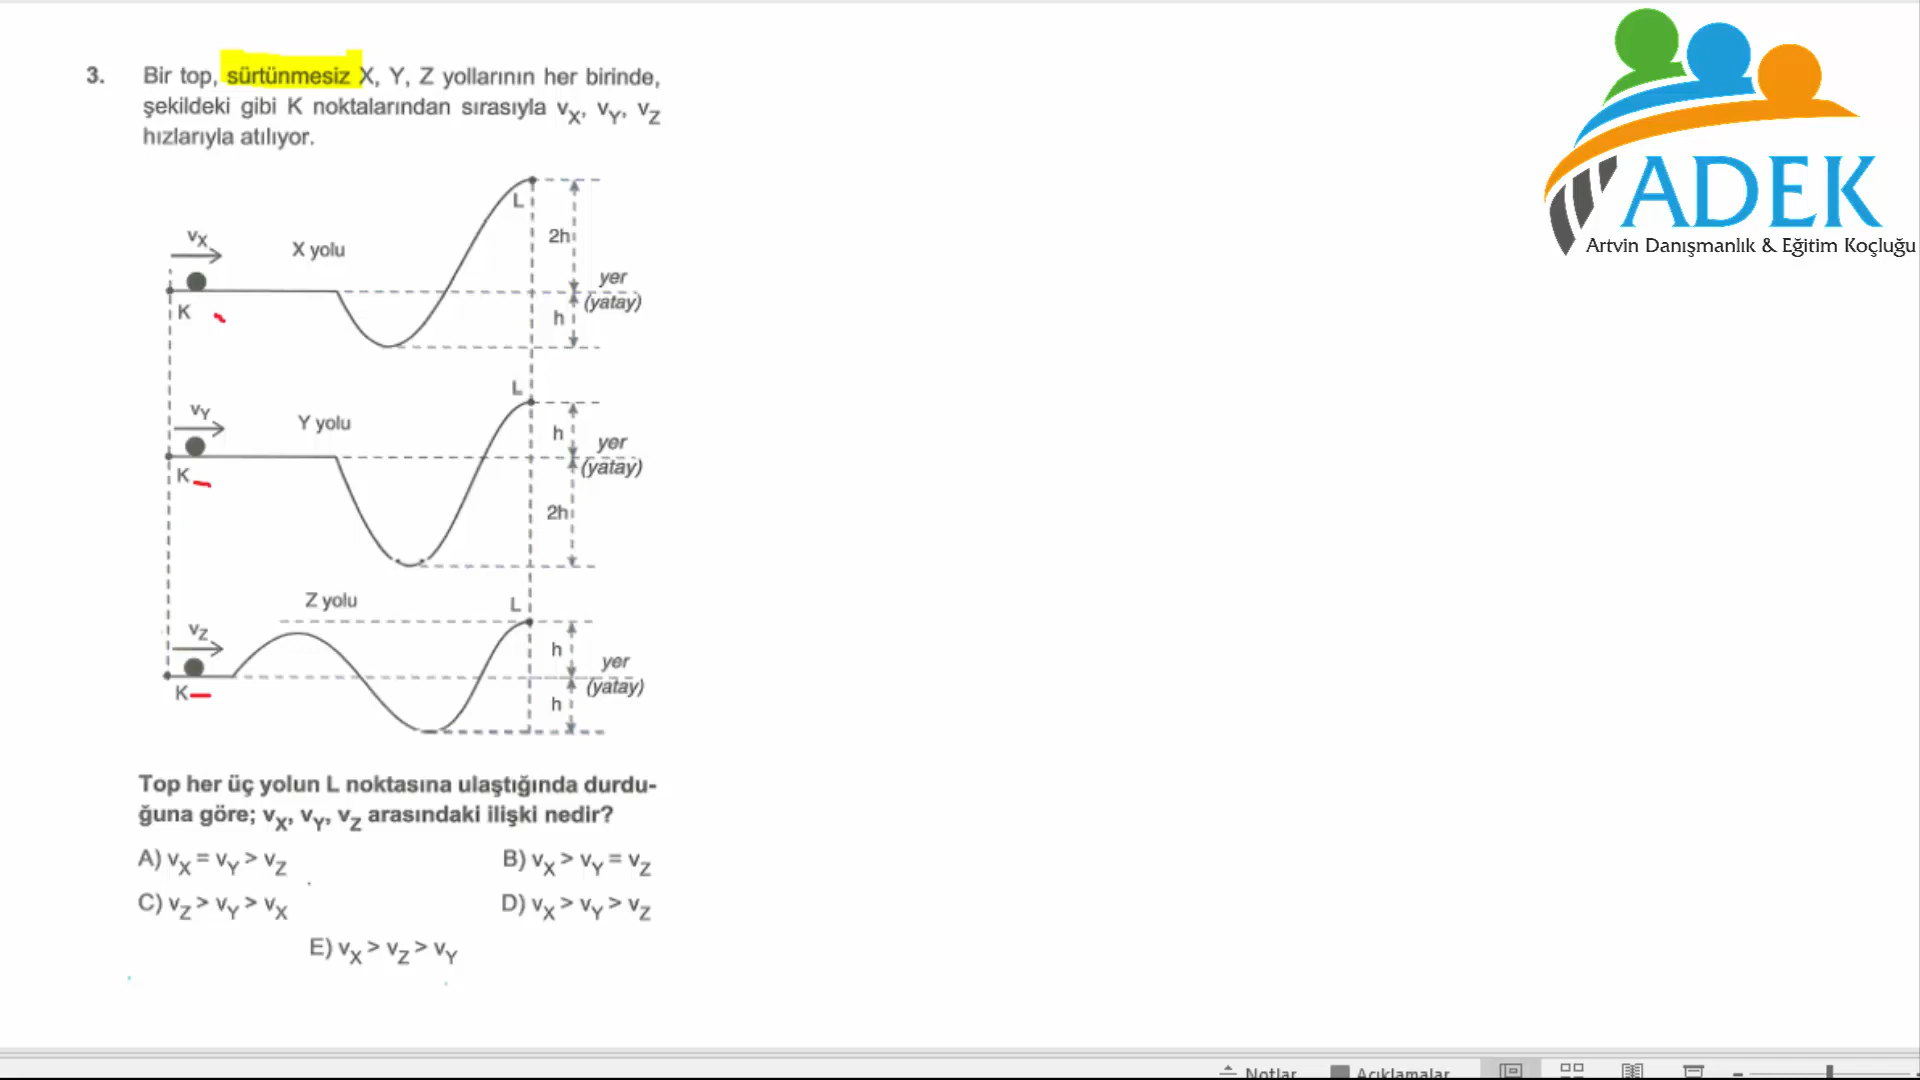 3. Bir top, sürtünmesiz X, Y, Z yollarının her birinde,
şekildeki gibi K noktalarından sırasıyla vX, vY, vZ
hızlarıyla atılıyor.
ADEK
Artvin Danışmanlık & Eğitim Koçluğu
L
vX
X yolu
2h
yer
(yatay)
K
h
L
vY
Y yolu
h
yer
(yatay)
K
2h
Z yolu
L
vZ
h
yer
(yatay)
K
h
Top her üç yolun L noktasına ulaştığında durdu-
ğuna göre; vX, vY, vZ arasındaki ilişki nedir?
A) vX = vY > vZ
B) vX > vY = vZ
C) vZ > vY > vX
D) vX > vY > vZ
E) vX > vZ > vY
Notlar
Açıklamalar